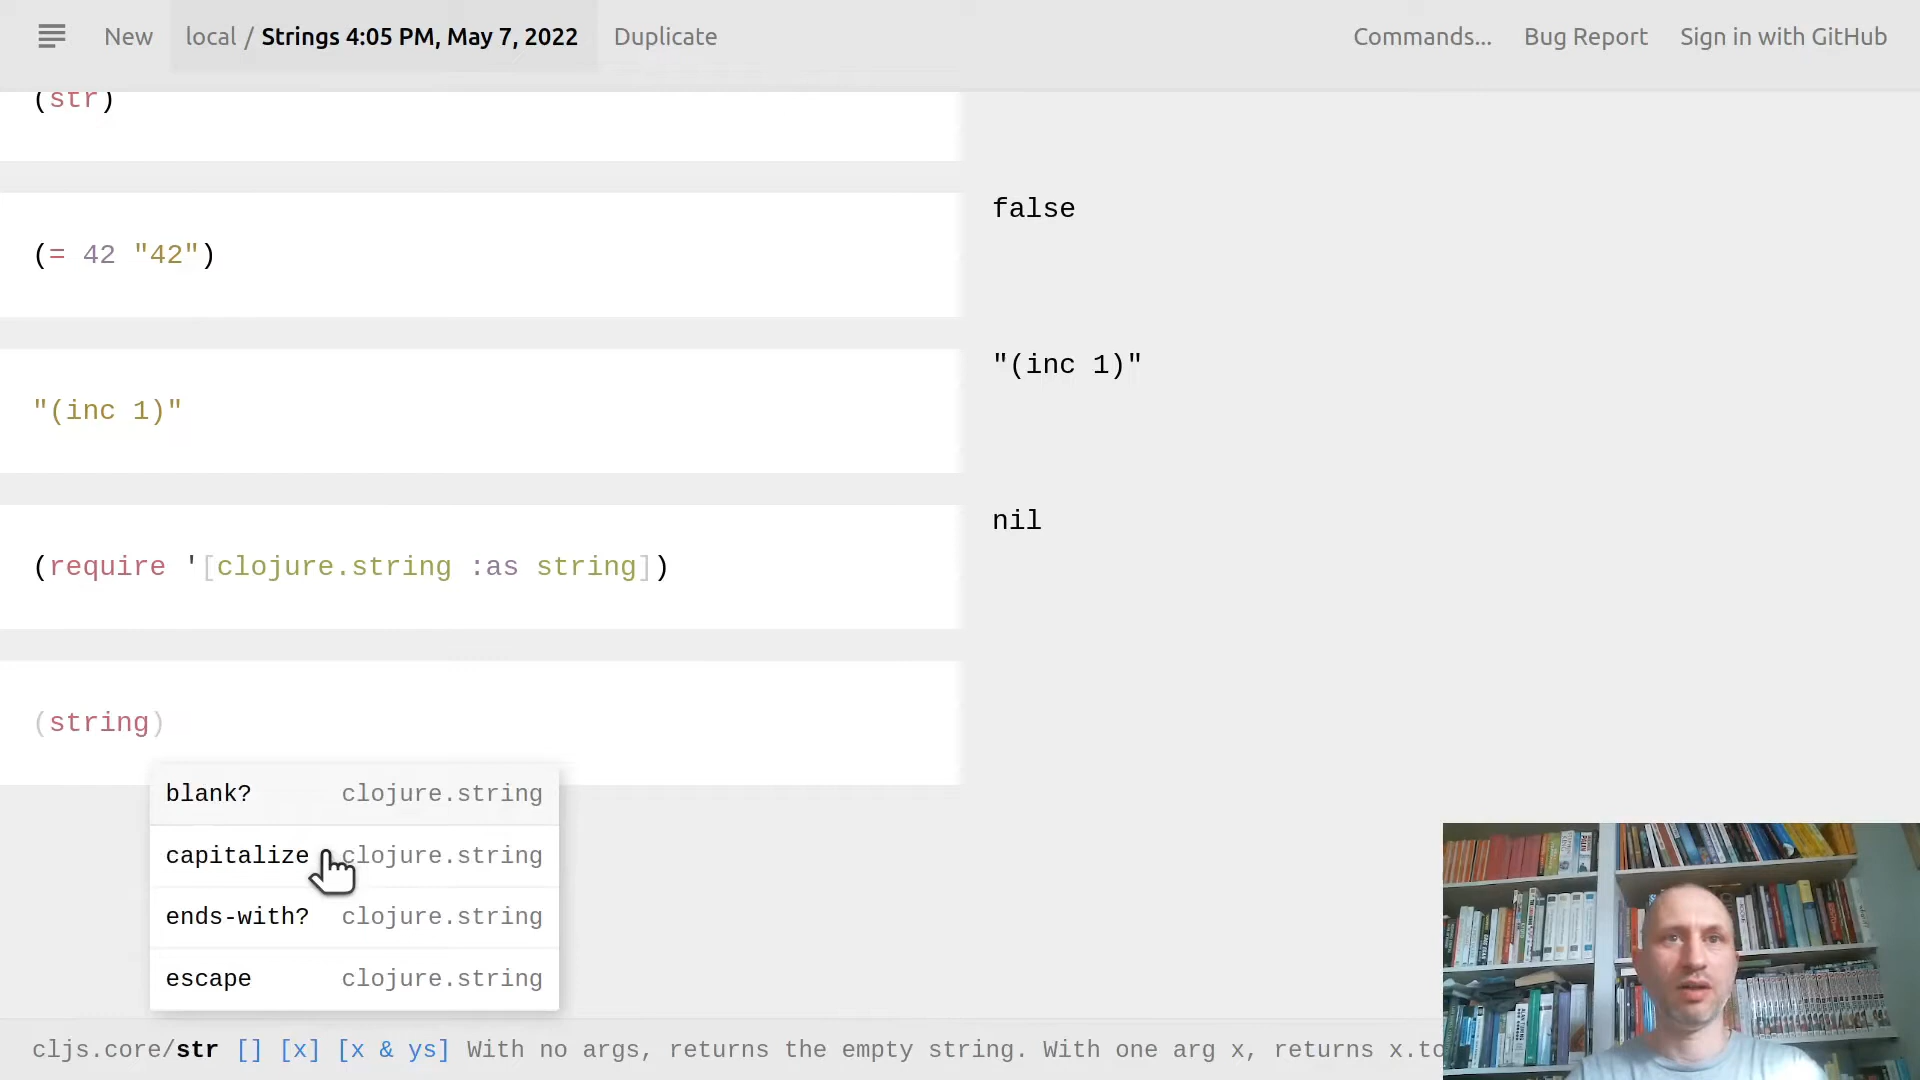 New local / Strings 4:05 PM, May 7, 2022 Duplicate Commands... Bug Report Sign in with GitHub
(str)
false
(= 42 "42")
"(inc 1)"
"(inc 1)"
nil
(require '[clojure.string :as string])
(string)
blank? clojure.string
capitalize clojure.string
ends-with? clojure.string
escape clojure.string
cljs.core/str [] [x] [x & ys] With no args, returns the empty string. With one arg x, returns